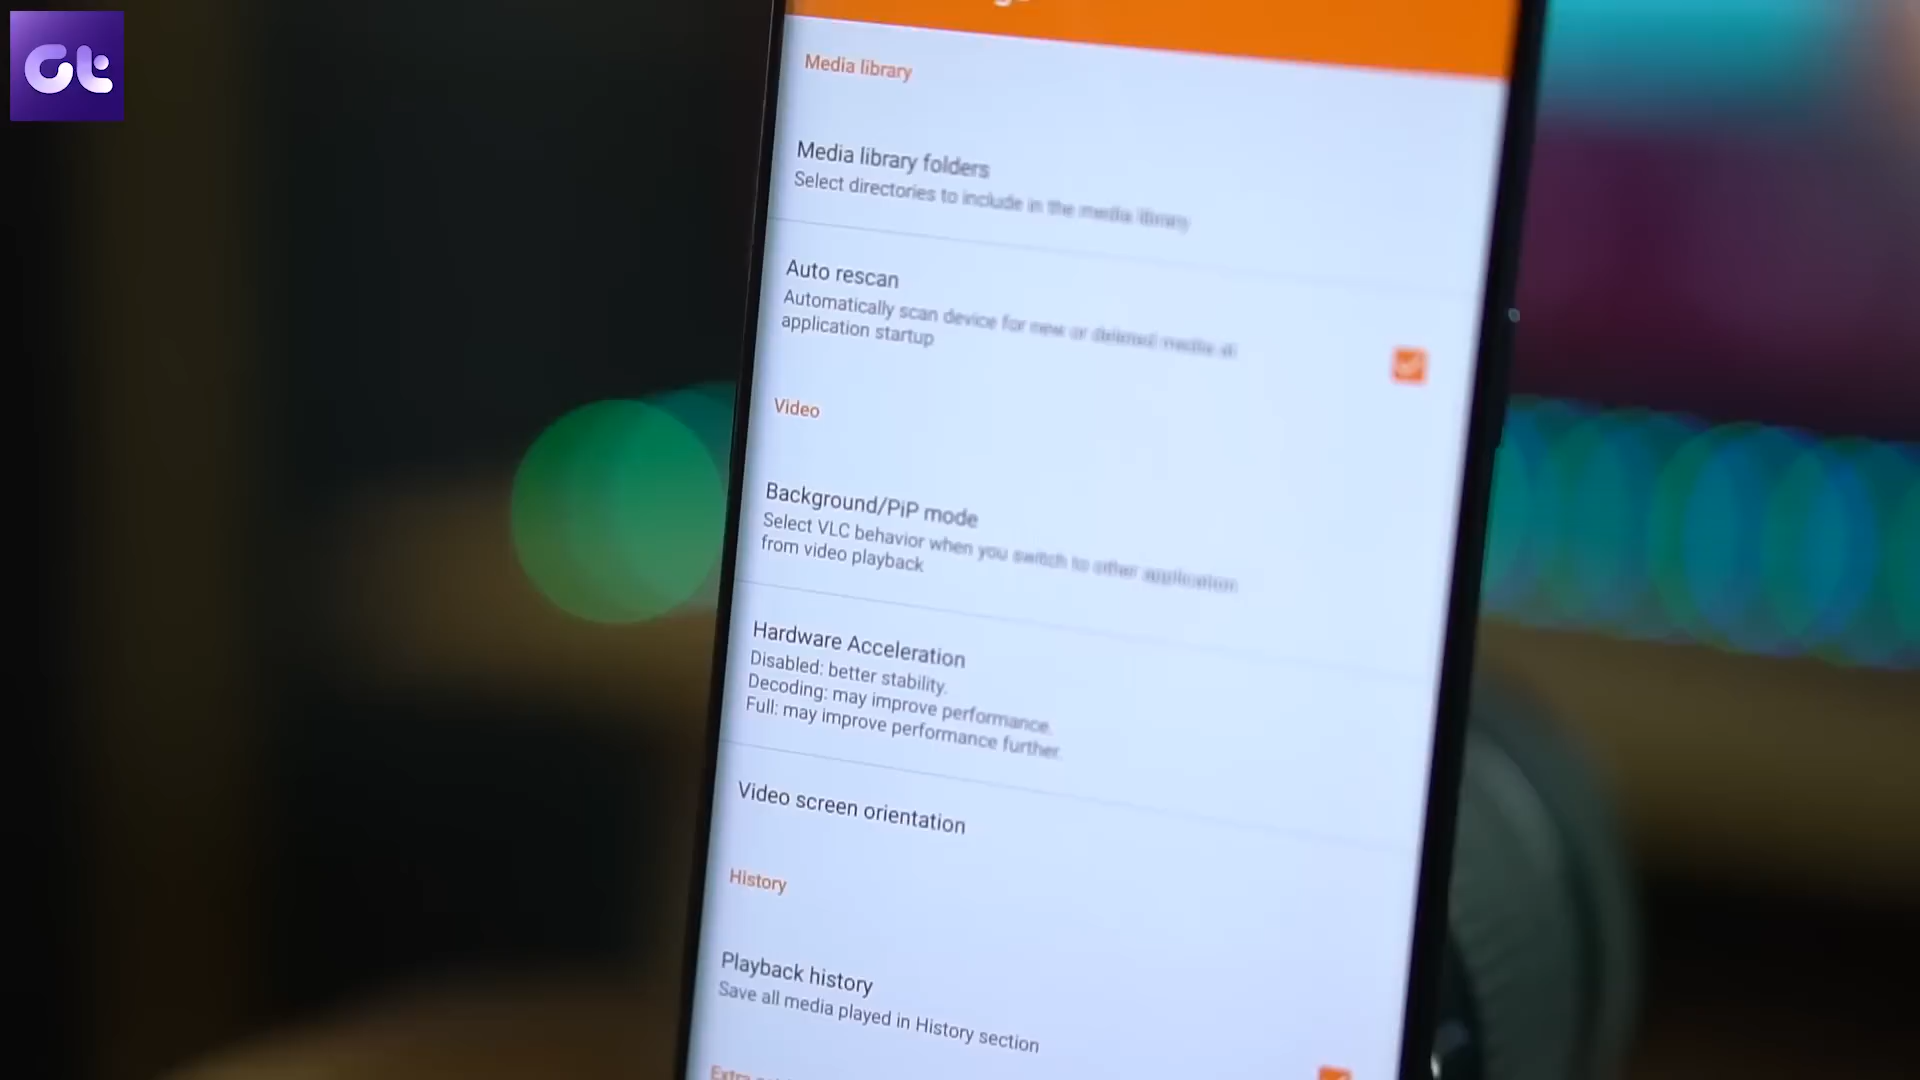 Gt
Media library
Media library folders
Select directories to include in the media library
Auto rescan
Automatically scan device for new or deleted media at
application startup
Video
Background/PiP mode
Select VLC behavior when you switch to other application
from video playback
Hardware Acceleration
Disabled: better stability.
Decoding: may improve performance.
Full: may improve performance further.
Video screen orientation
History
Playback history
Save all media played in History section
Extra